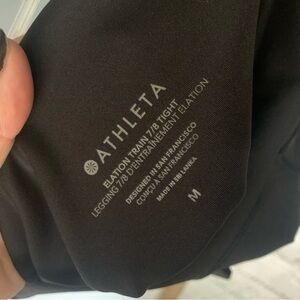 ATHLETA
ELATION TRAIN 7/8 TIGHT
LEGGING 7/8 D'ENTRAÎNEMENT ELATION
DESIGNED IN SAN FRANCISCO
CONÇU À SAN FRANCISCO
MADE IN SRI LANKA
M